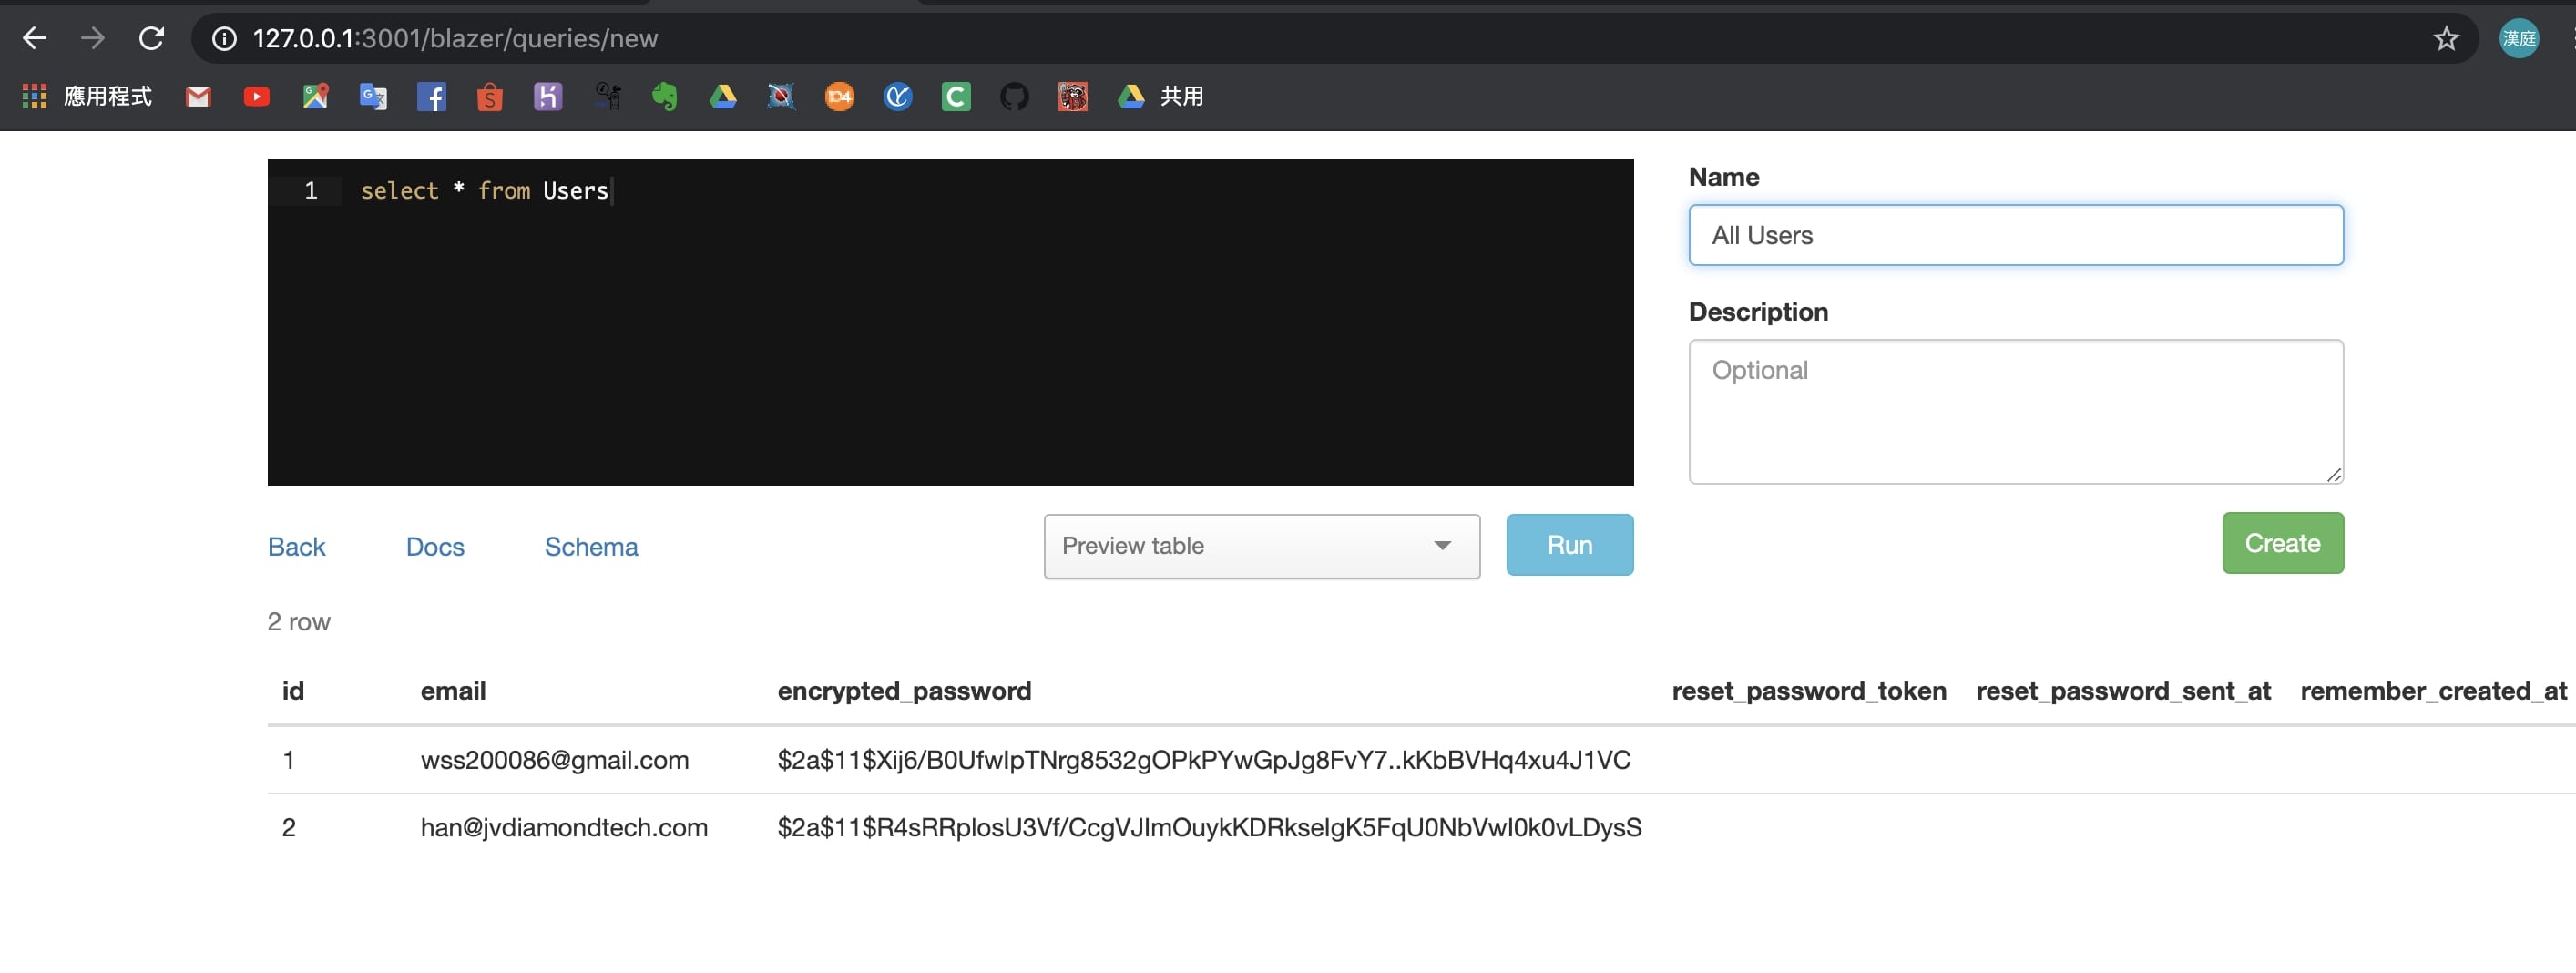 127.0.0.1:3001/blazer/queries/new
漢庭
應用程式
共用
1 select * from Users
Name
All Users
Description
Optional
Back Docs Schema Preview table Run Create
2 row
id email encrypted_password reset_password_token reset_password_sent_at remember_created_at
1 wss200086@gmail.com $2a$11$Xij6/B0UfwIpTNrg8532gOPkPYwGpJg8FvY7..kKbBVHq4xu4J1VC
2 han@jvdiamondtech.com $2a$11$R4sRRplosU3Vf/CcgVJImOuykKDRkseIgK5FqU0NbVwI0k0vLDysS